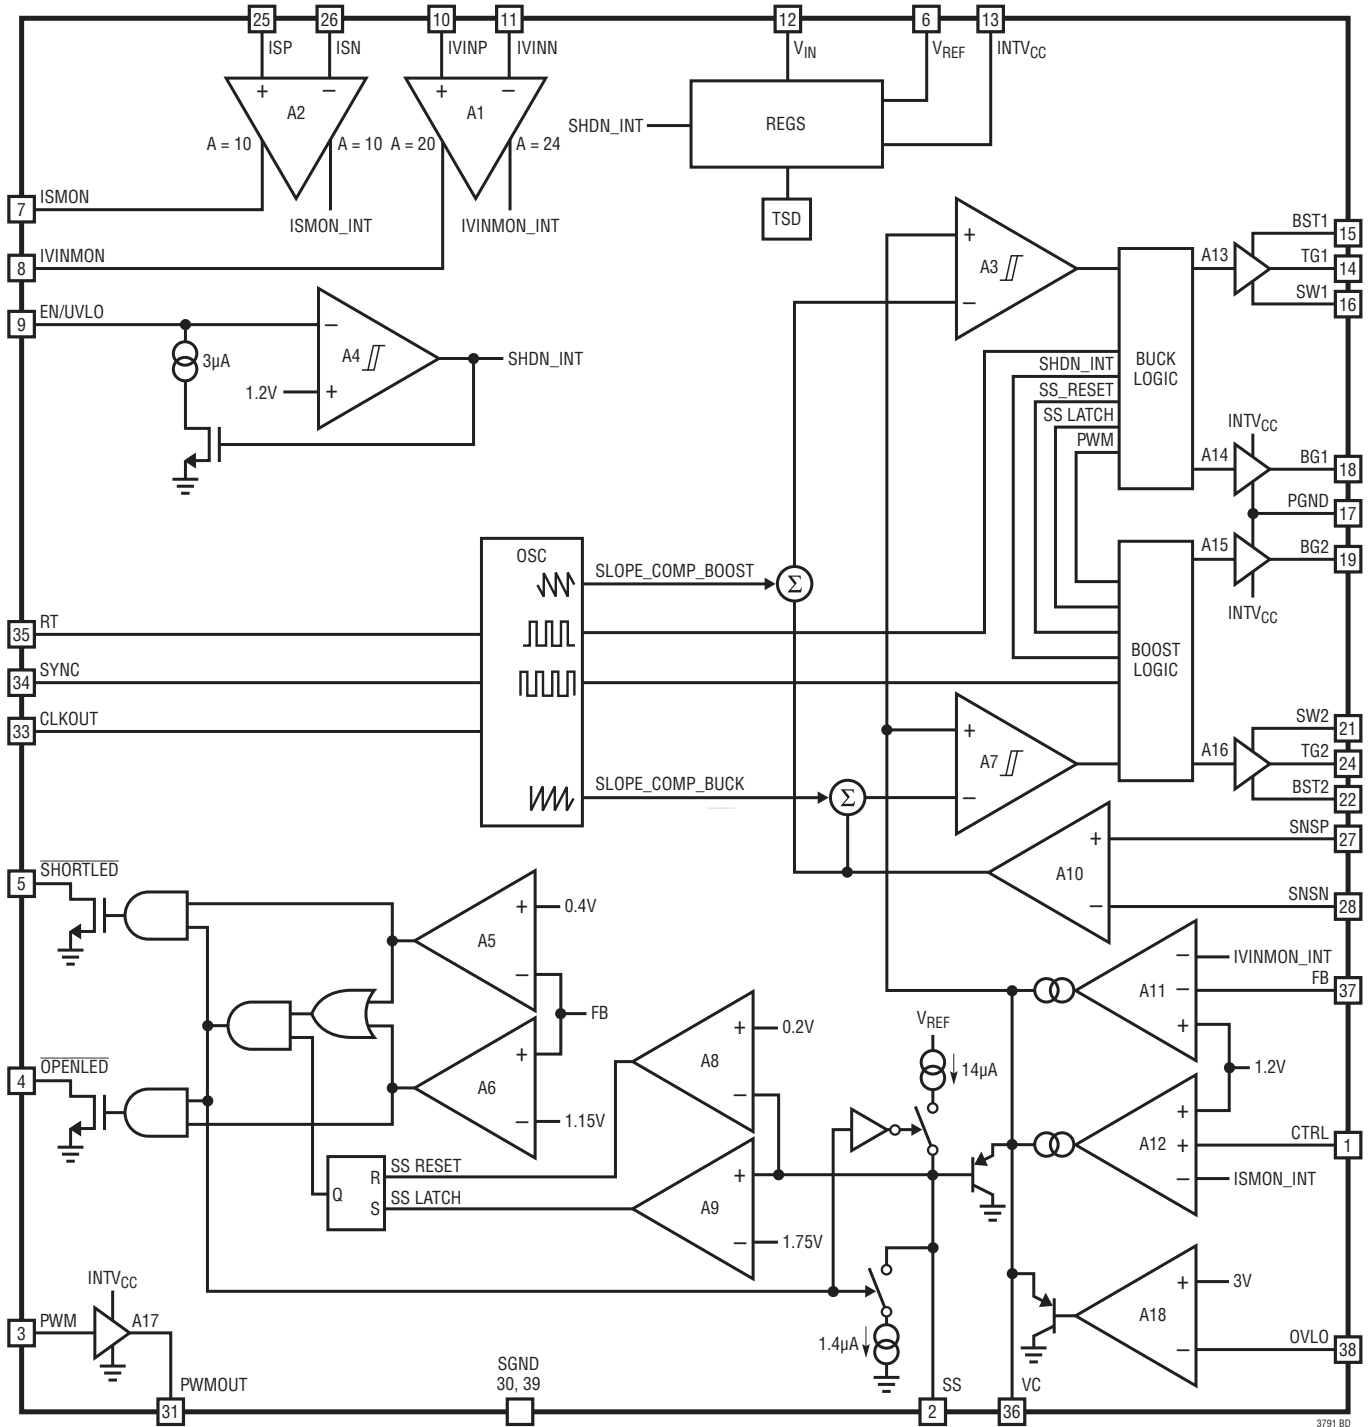 25 26 10 11 12 6 13
ISP ISN IVINP IVINN V_IN V_REF INTV_CC
+ − + −
A2 A1
SHDN_INT REGS
A = 10 A = 10 A = 20 A = 24
7 ISMON
ISMON_INT IVINMON_INT TSD
8 IVINMON
+ A3 −
A13 BST1 15
TG1 14
SW1 16
9 EN/UVLO
− A4 +
3µA
SHDN_INT
1.2V
BUCK
LOGIC
SHDN_INT
SS_RESET
SS LATCH
PWM
INTV_CC
A14 BG1 18
PGND 17
A15 BG2 19
INTV_CC
OSC
SLOPE_COMP_BOOST Σ
35 RT
34 SYNC
33 CLKOUT
BOOST
LOGIC
+ A7 −
A16 SW2 21
TG2 24
BST2 22
SLOPE_COMP_BUCK Σ
+ SNSP 27
A10
− SNSN 28
5 SHORTLED
+ 0.4V
A5
−
FB
+
A6
− 1.15V
4 OPENLED
− IVINMON_INT
A11 − FB 37
+
1.2V
+
A12 + CTRL 1
− ISMON_INT
+ 0.2V
A8
−
V_REF
14µA
+
A9
− 1.75V
Q R S
SS RESET
SS LATCH
1.4µA
+ 3V
A18
− OVLO 38
INTV_CC
3 PWM A17
PWMOUT
31
SGND
30, 39
SS
2
VC
36
3791 BD